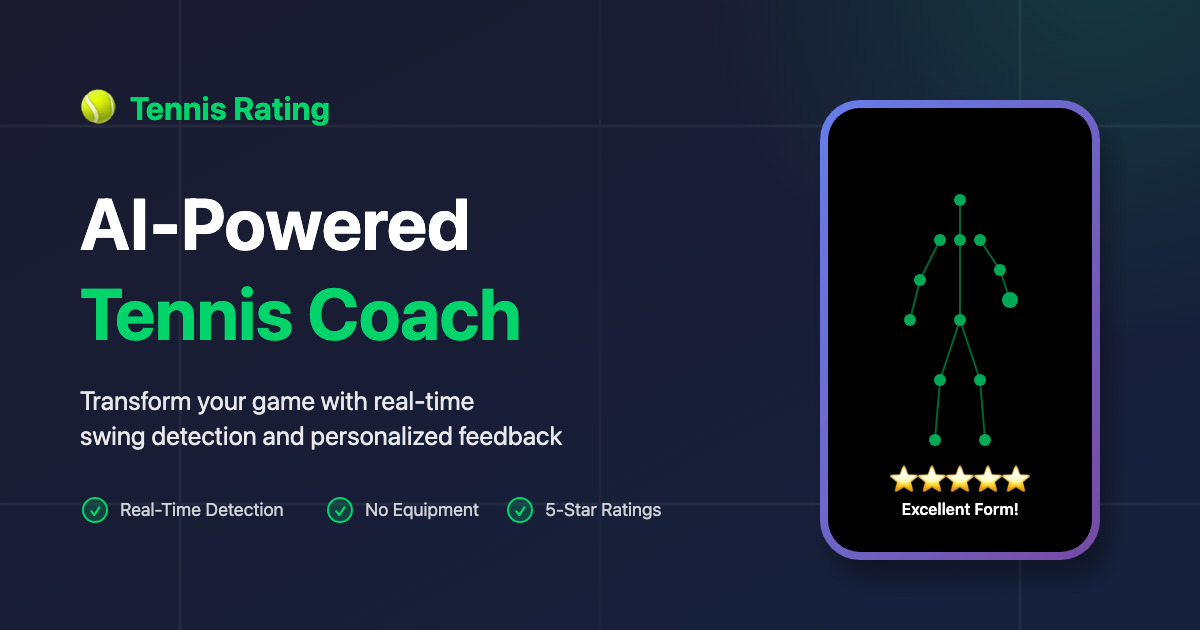 Tennis Rating
AI-Powered
Tennis Coach
Transform your game with real-time
swing detection and personalized feedback
Real-Time Detection
No Equipment
5-Star Ratings
Excellent Form!